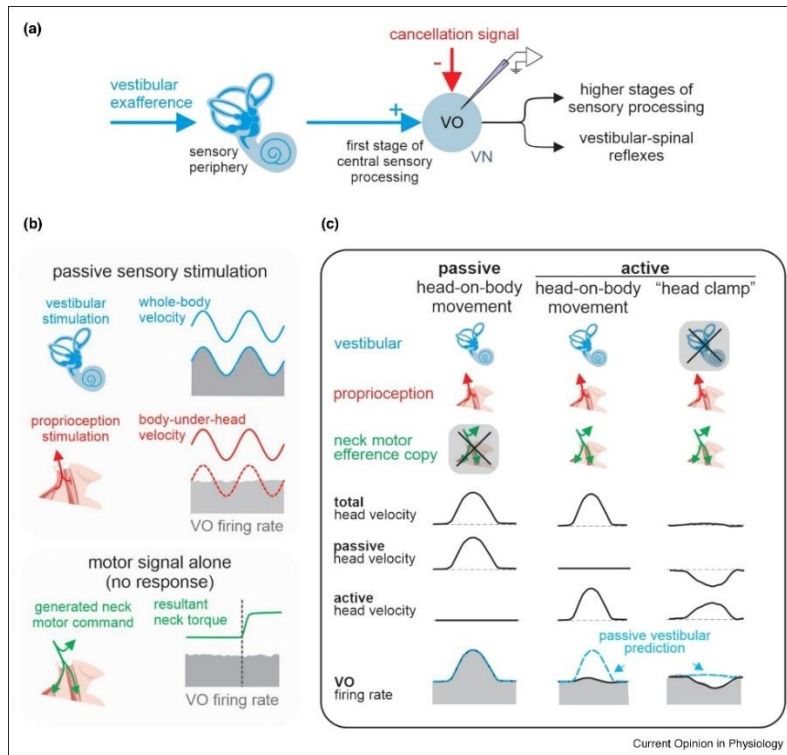 (a)
cancellation signal
-
vestibular
exafference
+
VO
VN
sensory
periphery
first stage of
central sensory
processing
higher stages of
sensory processing
vestibular-spinal
reflexes
(b)
passive sensory stimulation
vestibular
stimulation
whole-body
velocity
proprioception
stimulation
body-under-head
velocity
VO firing rate
motor signal alone
(no response)
generated neck
motor command
resultant
neck torque
VO firing rate
(c)
passive
head-on-body
movement
active
head-on-body
movement
“head clamp”
vestibular
proprioception
neck motor
efference copy
total
head velocity
passive
head velocity
active
head velocity
passive vestibular
prediction
VO
firing rate
Current Opinion in Physiology